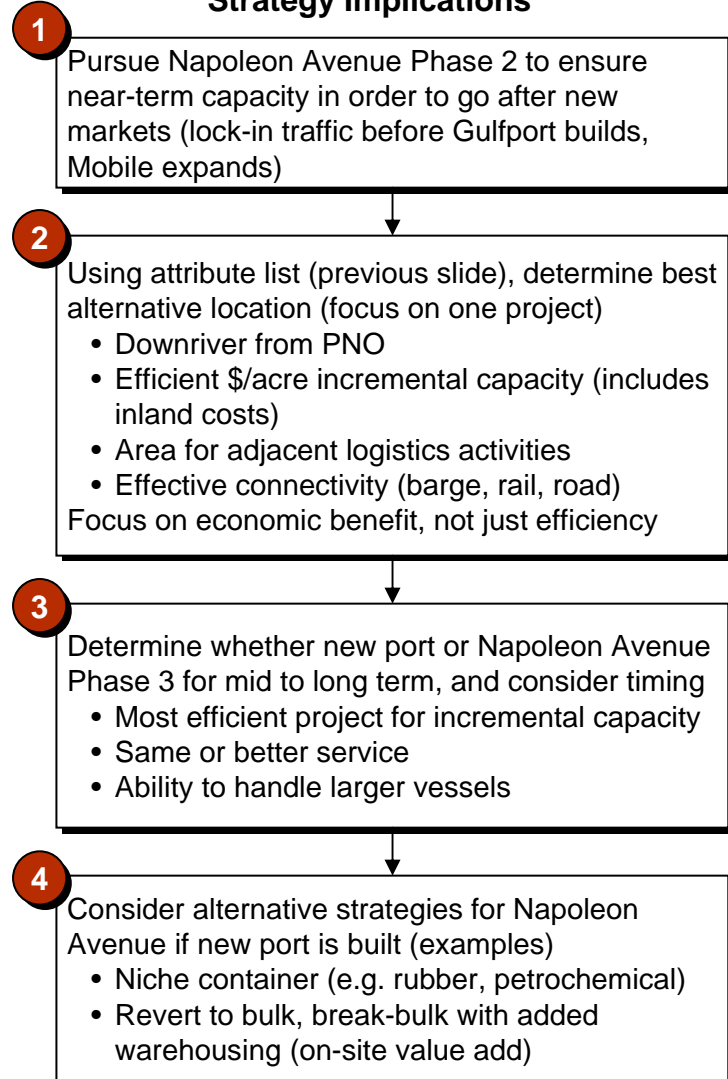 Strategy Implications
1
Pursue Napoleon Avenue Phase 2 to ensure
near-term capacity in order to go after new
markets (lock-in traffic before Gulfport builds,
Mobile expands)
2
Using attribute list (previous slide), determine best
alternative location (focus on one project)
• Downriver from PNO
• Efficient $/acre incremental capacity (includes
inland costs)
• Area for adjacent logistics activities
• Effective connectivity (barge, rail, road)
Focus on economic benefit, not just efficiency
3
Determine whether new port or Napoleon Avenue
Phase 3 for mid to long term, and consider timing
• Most efficient project for incremental capacity
• Same or better service
• Ability to handle larger vessels
4
Consider alternative strategies for Napoleon
Avenue if new port is built (examples)
• Niche container (e.g. rubber, petrochemical)
• Revert to bulk, break-bulk with added
warehousing (on-site value add)